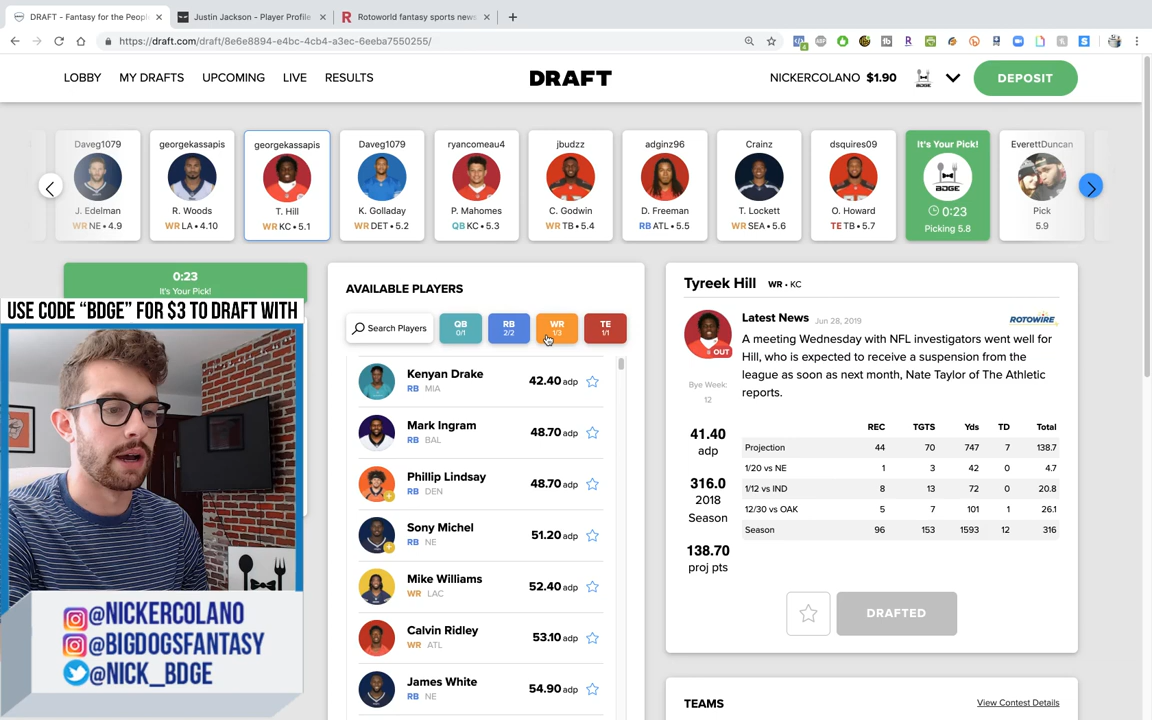 DRAFT - Fantasy for the Peopl
Justin Jackson - Player Profile
Rotoworld fantasy sports news
https://draft.com/draft/8e6e8894-e4bc-4cb4-a3ec-6eeba7550255/
LOBBY
MY DRAFTS
UPCOMING
LIVE
RESULTS
DRAFT
NICKERCOLANO $1.90
BDGE
DEPOSIT
Daveg1079
J. Edelman
WR NE • 4.9
georgekassapis
R. Woods
WR LA • 4.10
georgekassapis
T. Hill
WR KC • 5.1
Daveg1079
K. Golladay
WR DET • 5.2
ryancomeau4
P. Mahomes
QB KC • 5.3
jbudzz
C. Godwin
WR TB • 5.4
adginz96
D. Freeman
RB ATL • 5.5
Crainz
T. Lockett
WR SEA • 5.6
dsquires09
O. Howard
TE TB • 5.7
It's Your Pick!
BDGE
0:23
Picking 5.8
EverettDuncan
Pick
5.9
0:23
It's Your Pick!
USE CODE "BDGE" FOR $3 TO DRAFT WITH
@NICKERCOLANO
@BIGDOGSFANTASY
@NICK_BDGE
AVAILABLE PLAYERS
Search Players
QB
0/1
RB
2/2
WR
1/3
TE
1/1
Kenyan Drake
RB MIA
42.40 adp
Mark Ingram
RB BAL
48.70 adp
Phillip Lindsay
RB DEN
48.70 adp
Sony Michel
RB NE
51.20 adp
Mike Williams
WR LAC
52.40 adp
Calvin Ridley
WR ATL
53.10 adp
James White
RB NE
54.90 adp
Tyreek Hill WR • KC
OUT
Bye Week:
12
41.40
adp
316.0
2018
Season
138.70
proj pts
Latest News Jun 28, 2019
ROTOWIRE
A meeting Wednesday with NFL investigators went well for
Hill, who is expected to receive a suspension from the
league as soon as next month, Nate Taylor of The Athletic
reports.
REC TGTS Yds TD Total
Projection 44 70 747 7 138.7
1/20 vs NE 1 3 42 0 4.7
1/12 vs IND 8 13 72 0 20.8
12/30 vs OAK 5 7 101 1 26.1
Season 96 153 1593 12 316
DRAFTED
TEAMS
View Contest Details